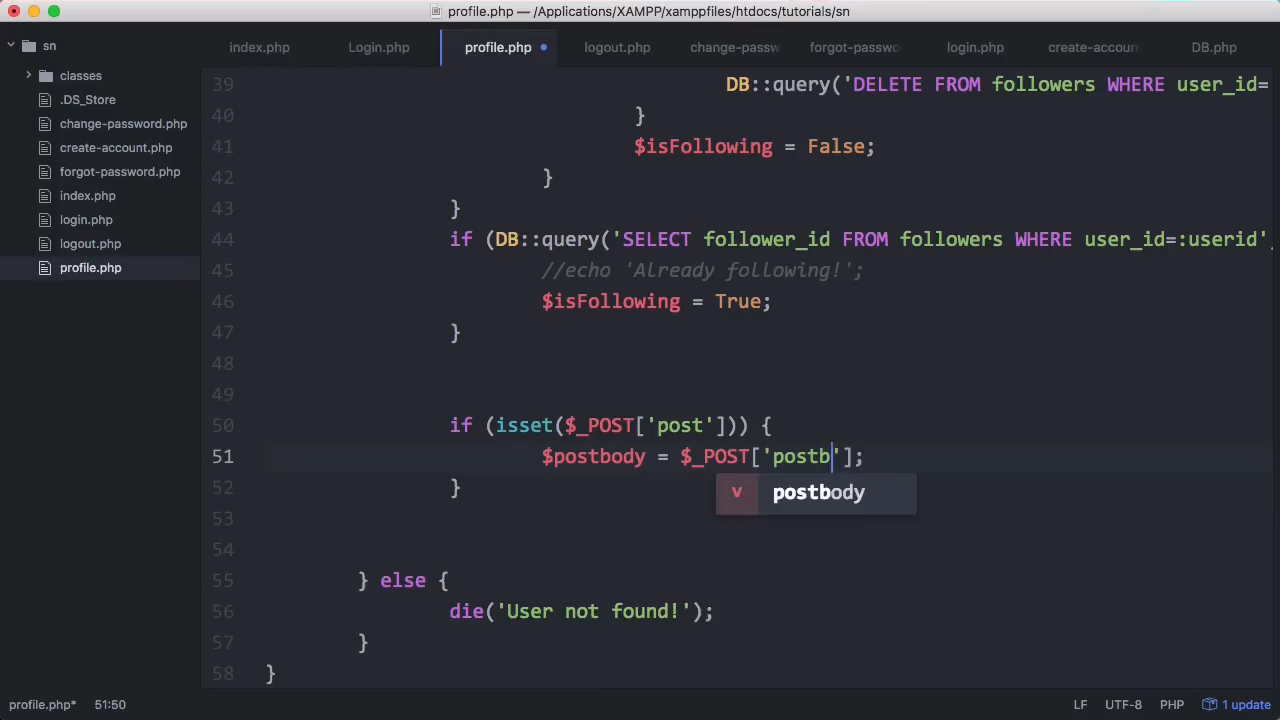 profile.php — /Applications/XAMPP/xamppfiles/htdocs/tutorials/sn
sn
classes
.DS_Store
change-password.php
create-account.php
forgot-password.php
index.php
login.php
logout.php
profile.php
index.php Login.php profile.php logout.php change-passw forgot-passwo login.php create-accoun DB.php
39 DB::query('DELETE FROM followers WHERE user_id=
40 }
41 $isFollowing = False;
42 }
43 }
44 if (DB::query('SELECT follower_id FROM followers WHERE user_id=:userid'
45 //echo 'Already following!';
46 $isFollowing = True;
47 }
48
49
50 if (isset($_POST['post'])) {
51 $postbody = $_POST['postb'];
v postbody
52 }
53
54
55 } else {
56 die('User not found!');
57 }
58 }
profile.php* 51:50 LF UTF-8 PHP 1 update